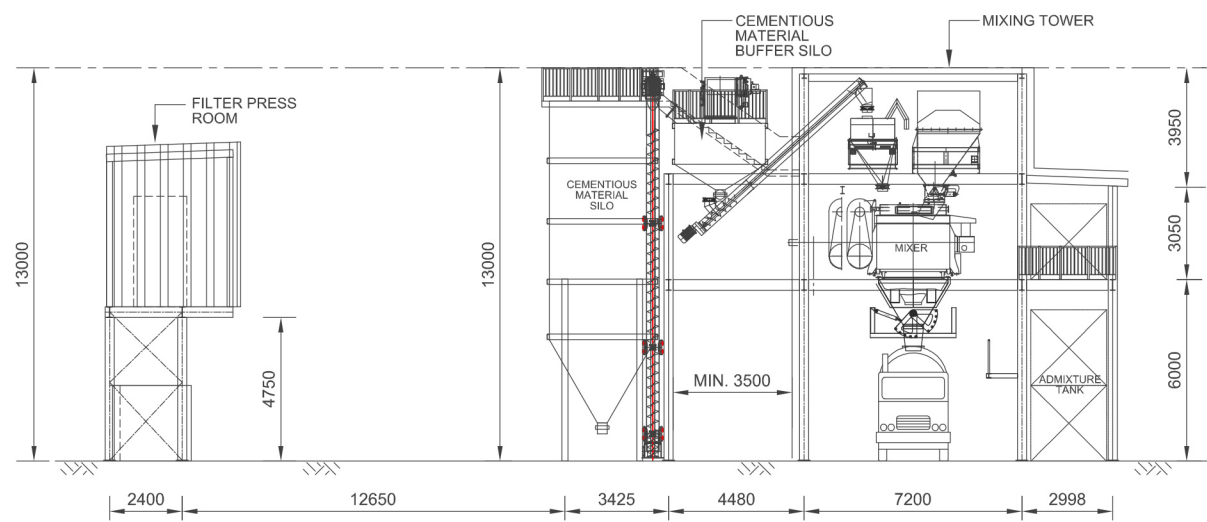 CEMENTIOUS
MATERIAL
BUFFER SILO
MIXING TOWER
FILTER PRESS
ROOM
CEMENTIOUS
MATERIAL
SILO
MIXER
ADMIXTURE
TANK
13000
4750
13000
MIN. 3500
3950
3050
6000
2400
12650
3425
4480
7200
2998